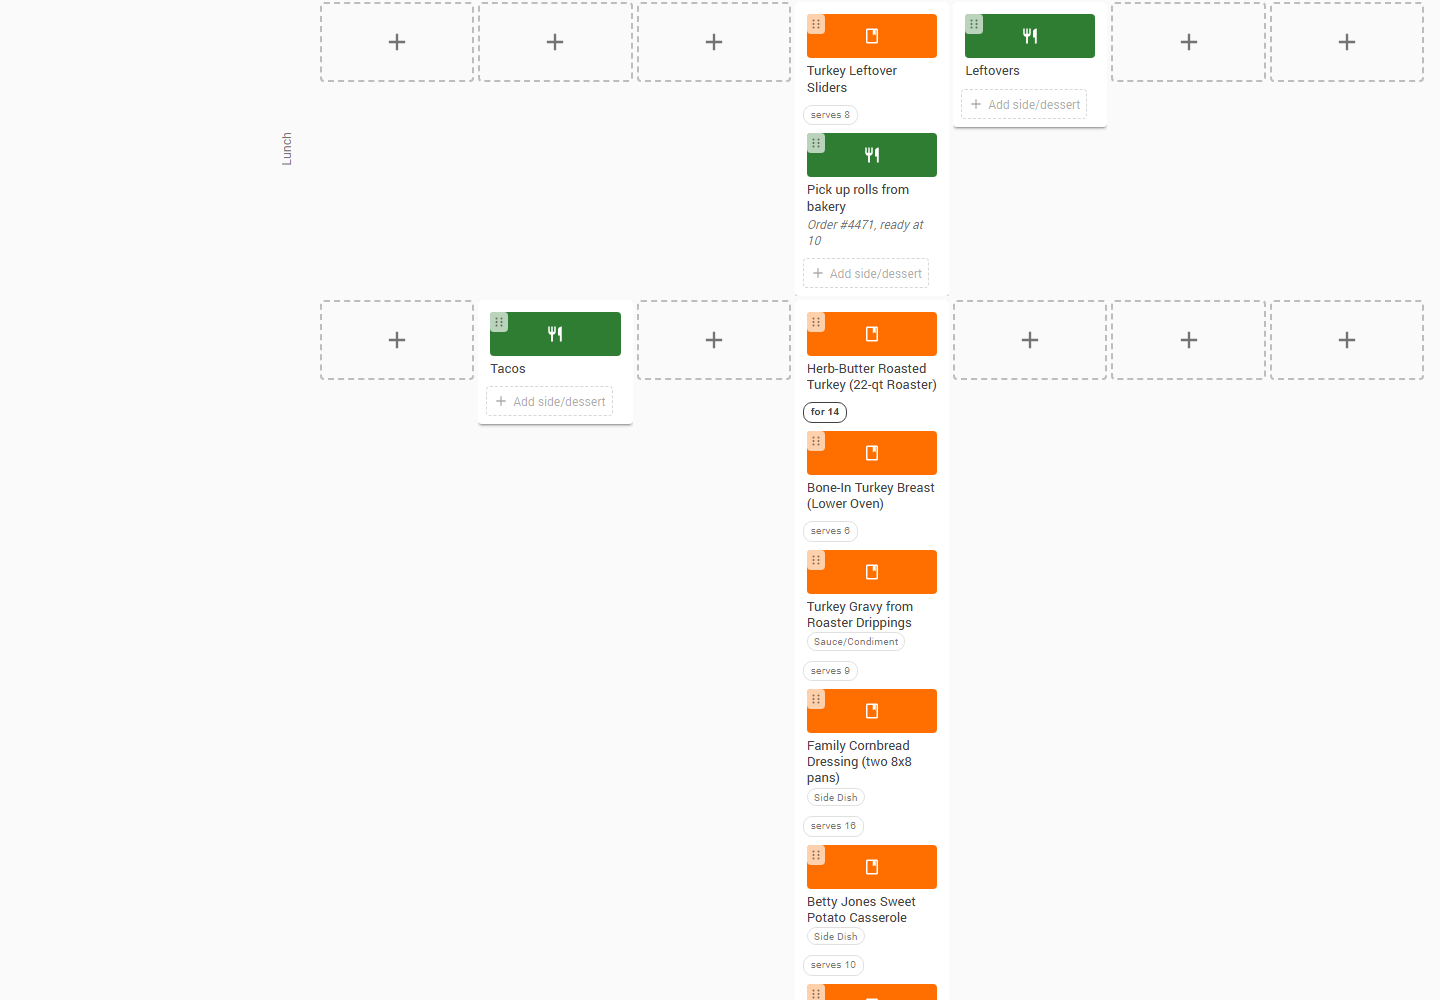 Lunch
Turkey Leftover
Sliders
serves 8
Pick up rolls from
bakery
Order #4471, ready at
10
Add side/dessert
Leftovers
Add side/dessert
Tacos
Add side/dessert
Herb-Butter Roasted
Turkey (22-qt Roaster)
for 14
Bone-In Turkey Breast
(Lower Oven)
serves 6
Turkey Gravy from
Roaster Drippings
Sauce/Condiment
serves 9
Family Cornbread
Dressing (two 8x8
pans)
Side Dish
serves 16
Betty Jones Sweet
Potato Casserole
Side Dish
serves 10